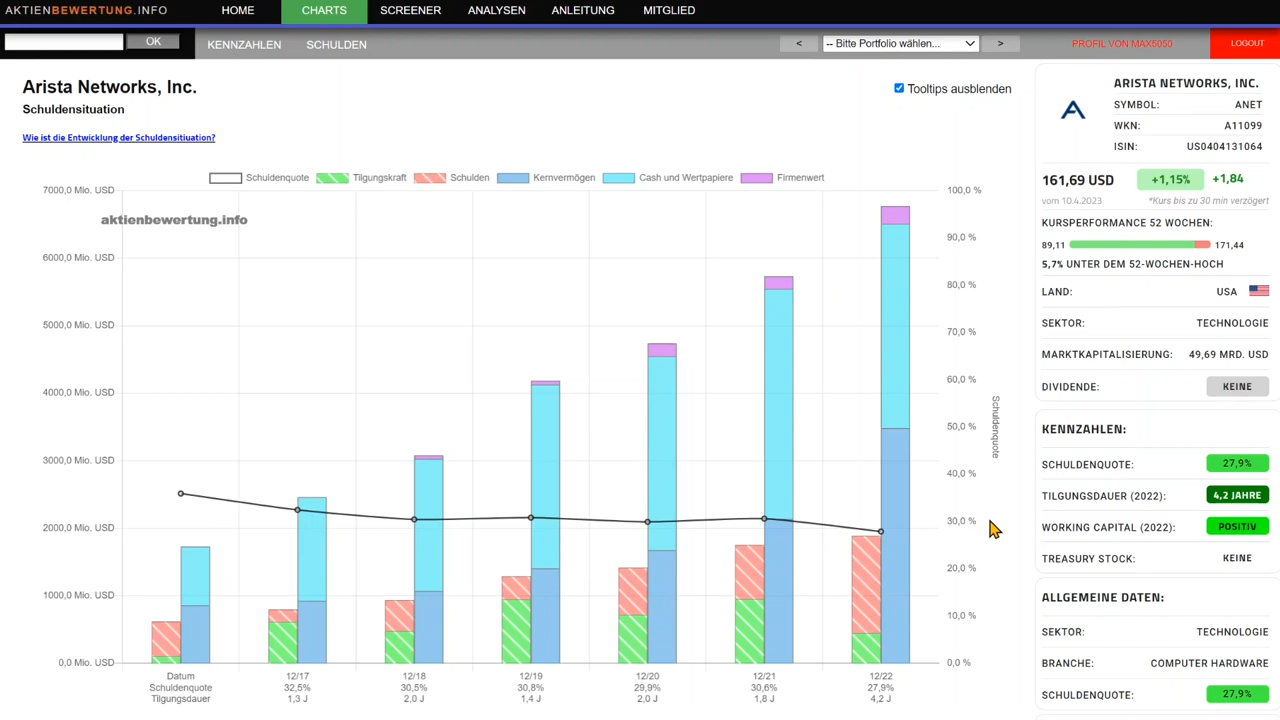 AKTIENBEWERTUNG.INFO HOME CHARTS SCREENER ANALYSEN ANLEITUNG MITGLIED
OK KENNZAHLEN SCHULDEN < -- Bitte Portfolio wählen... > PROFIL VON MAX5050 LOGOUT
Arista Networks, Inc.
Schuldensituation
Tooltips ausblenden
Wie ist die Entwicklung der Schuldensitiuation?
Schuldenquote Tilgungskraft Schulden Kernvermögen Cash und Wertpapiere Firmenwert
aktienbewertung.info
7000,0 Mio. USD
6000,0 Mio. USD
5000,0 Mio. USD
4000,0 Mio. USD
3000,0 Mio. USD
2000,0 Mio. USD
1000,0 Mio. USD
0,0 Mio. USD
100,0 %
90,0 %
80,0 %
70,0 %
60,0 %
50,0 %
40,0 %
30,0 %
20,0 %
10,0 %
0,0 %
Schuldenquote
Datum 12/17 12/18 12/19 12/20 12/21 12/22
Schuldenquote 32,5% 30,5% 30,8% 29,9% 30,6% 27,9%
Tilgungsdauer 1,3 J 2,0 J 1,4 J 2,0 J 1,8 J 4,2 J
ARISTA NETWORKS, INC.
SYMBOL: ANET
WKN: A11099
ISIN: US0404131064
161,69 USD +1,15% +1,84
vom 10.4.2023 *Kurs bis zu 30 min verzögert
KURSPERFORMANCE 52 WOCHEN:
89,11 171,44
5,7% UNTER DEM 52-WOCHEN-HOCH
LAND: USA
SEKTOR: TECHNOLOGIE
MARKTKAPITALISIERUNG: 49,69 MRD. USD
DIVIDENDE: KEINE
KENNZAHLEN:
SCHULDENQUOTE: 27,9%
TILGUNGSDAUER (2022): 4,2 JAHRE
WORKING CAPITAL (2022): POSITIV
TREASURY STOCK: KEINE
ALLGEMEINE DATEN:
SEKTOR: TECHNOLOGIE
BRANCHE: COMPUTER HARDWARE
SCHULDENQUOTE: 27,9%